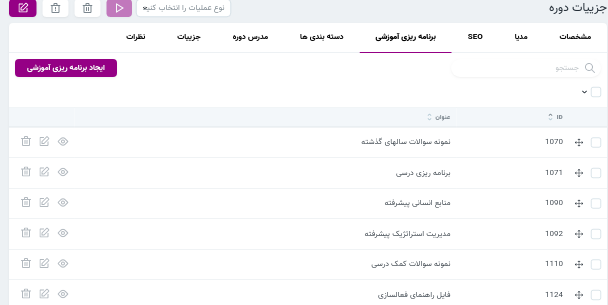 جزییات دوره
نوع عملیات را انتخاب کنید
مشخصات مدیا SEO برنامه ریزی آموزشی دسته بندی ها مدرس دوره جزییات نظرات
جستجو
ایجاد برنامه ریزی آموزشی
ID عنوان
1070 نمونه سوالات سالهای گذشته
1071 برنامه ریزی درسی
1090 منابع انسانی پیشرفته
1092 مدیریت استراتژیک پیشرفته
1110 نمونه سوالات کمک درسی
1124 فایل راهنمای فعالسازی